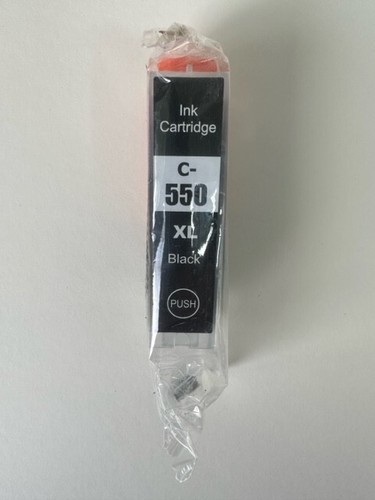 Ink
Cartridge
C-
550
XL
Black
PUSH